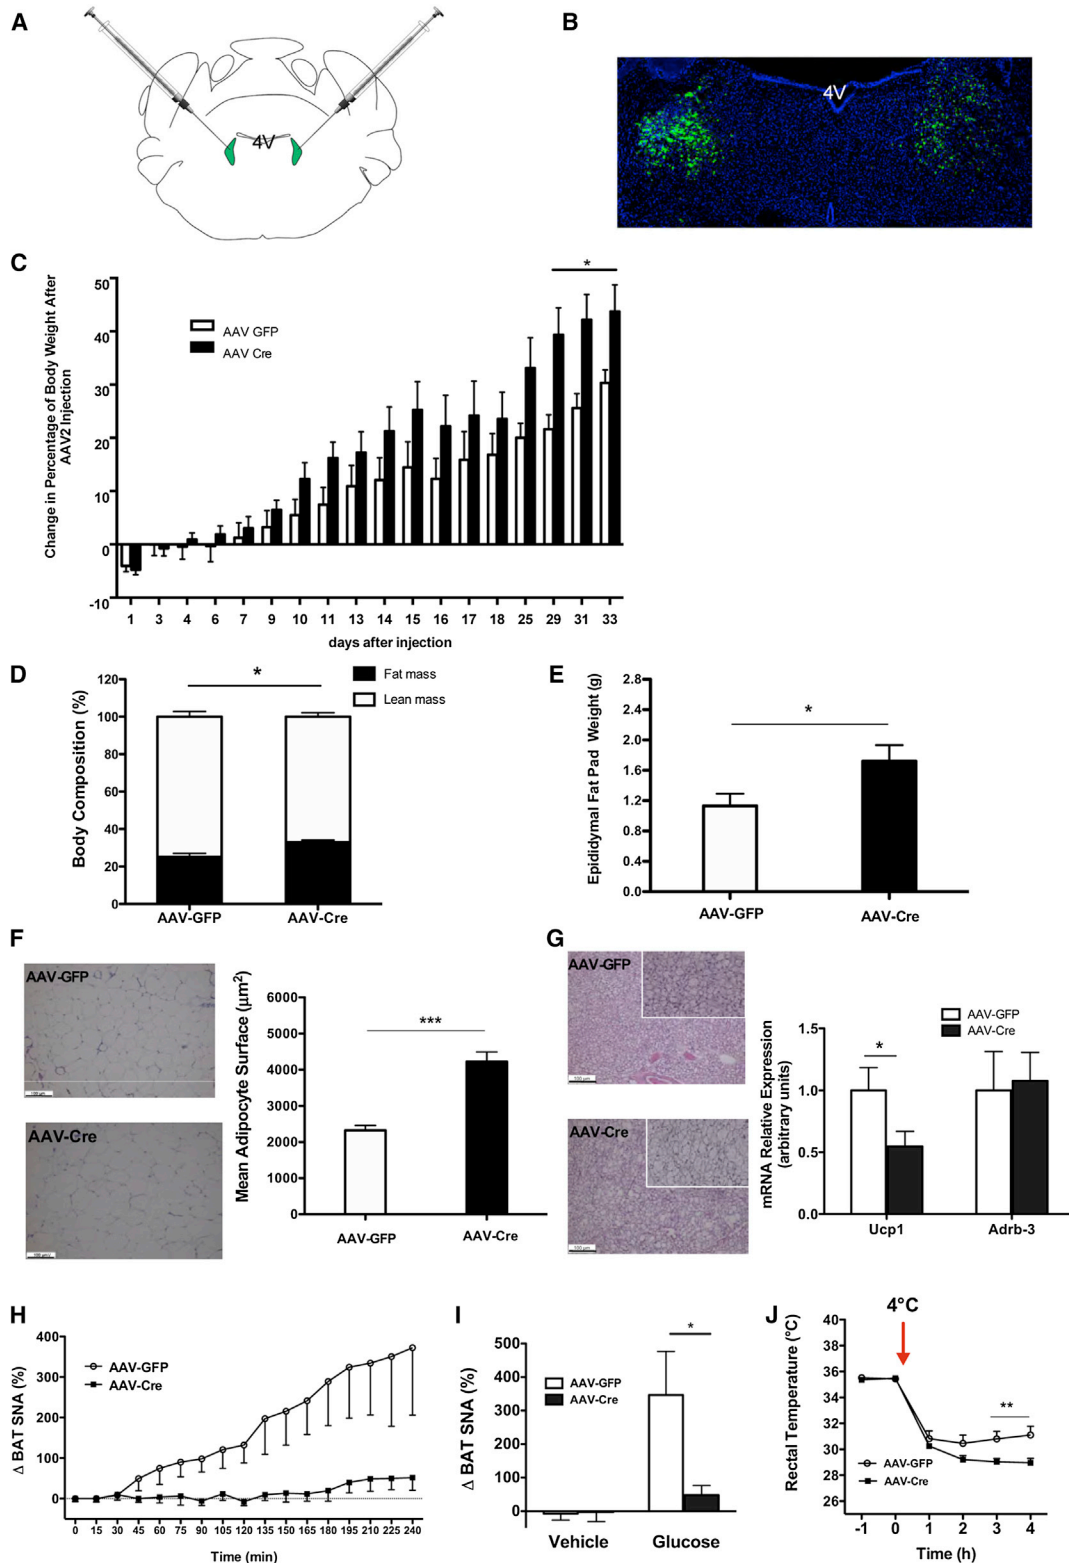 A
4V
B
4V
C
Change in Percentage of Body Weight After
AAV2 Injection
50
40
30
20
10
0
-10
AAV GFP
AAV Cre
*
1 3 4 6 7 9 10 11 13 14 15 16 17 18 25 29 31 33
days after injection
D
Body Composition (%)
120
100
80
60
40
20
0
*
Fat mass
Lean mass
AAV-GFP AAV-Cre
E
Epididymal Fat Pad Weight (g)
2.8
2.4
2.0
1.6
1.2
0.8
0.4
0.0
*
AAV-GFP AAV-Cre
F
AAV-GFP
100 µm
AAV-Cre
100 µm
Mean Adipocyte Surface (µm²)
6000
5000
4000
3000
2000
1000
0
***
AAV-GFP AAV-Cre
G
AAV-GFP
100 µm
AAV-Cre
100 µm
mRNA Relative Expression
(arbitrary units)
1.5
1.0
0.5
0.0
*
AAV-GFP
AAV-Cre
Ucp1 Adrb-3
H
Δ BAT SNA (%)
400
300
200
100
0
AAV-GFP
AAV-Cre
0 15 30 45 60 75 90 105 120 135 150 165 180 195 210 225 240
Time (min)
I
Δ BAT SNA (%)
500
400
300
200
100
0
*
AAV-GFP
AAV-Cre
Vehicle Glucose
J
4°C
Rectal Temperature (°C)
40
38
36
34
32
30
28
26
**
AAV-GFP
AAV-Cre
-1 0 1 2 3 4
Time (h)